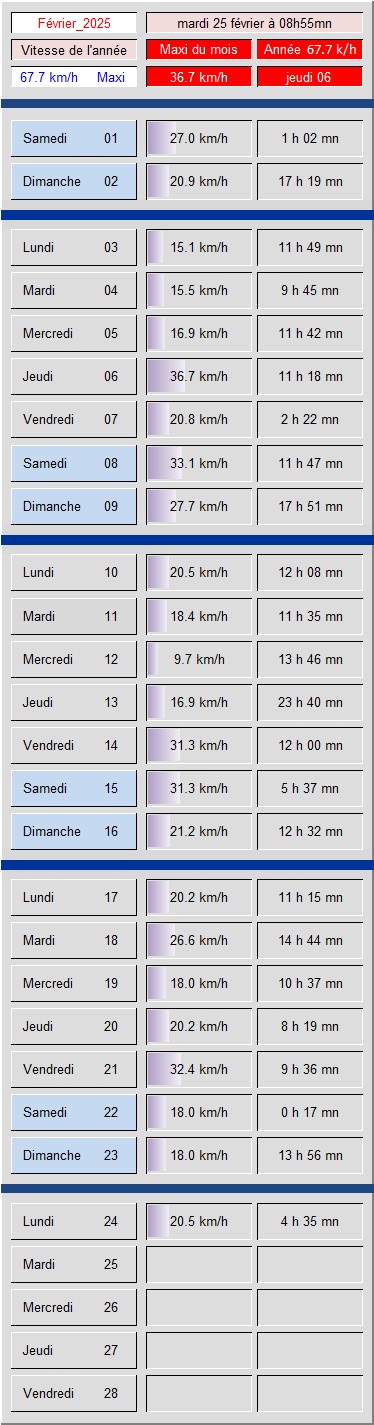 Février_2025 mardi 25 février à 08h55mn
Vitesse de l'année Maxi du mois Année 67.7 k/h
67.7 km/h Maxi 36.7 km/h jeudi 06
Samedi 01 27.0 km/h 1 h 02 mn
Dimanche 02 20.9 km/h 17 h 19 mn
Lundi 03 15.1 km/h 11 h 49 mn
Mardi 04 15.5 km/h 9 h 45 mn
Mercredi 05 16.9 km/h 11 h 42 mn
Jeudi 06 36.7 km/h 11 h 18 mn
Vendredi 07 20.8 km/h 2 h 22 mn
Samedi 08 33.1 km/h 11 h 47 mn
Dimanche 09 27.7 km/h 17 h 51 mn
Lundi 10 20.5 km/h 12 h 08 mn
Mardi 11 18.4 km/h 11 h 35 mn
Mercredi 12 9.7 km/h 13 h 46 mn
Jeudi 13 16.9 km/h 23 h 40 mn
Vendredi 14 31.3 km/h 12 h 00 mn
Samedi 15 31.3 km/h 5 h 37 mn
Dimanche 16 21.2 km/h 12 h 32 mn
Lundi 17 20.2 km/h 11 h 15 mn
Mardi 18 26.6 km/h 14 h 44 mn
Mercredi 19 18.0 km/h 10 h 37 mn
Jeudi 20 20.2 km/h 8 h 19 mn
Vendredi 21 32.4 km/h 9 h 36 mn
Samedi 22 18.0 km/h 0 h 17 mn
Dimanche 23 18.0 km/h 13 h 56 mn
Lundi 24 20.5 km/h 4 h 35 mn
Mardi 25
Mercredi 26
Jeudi 27
Vendredi 28